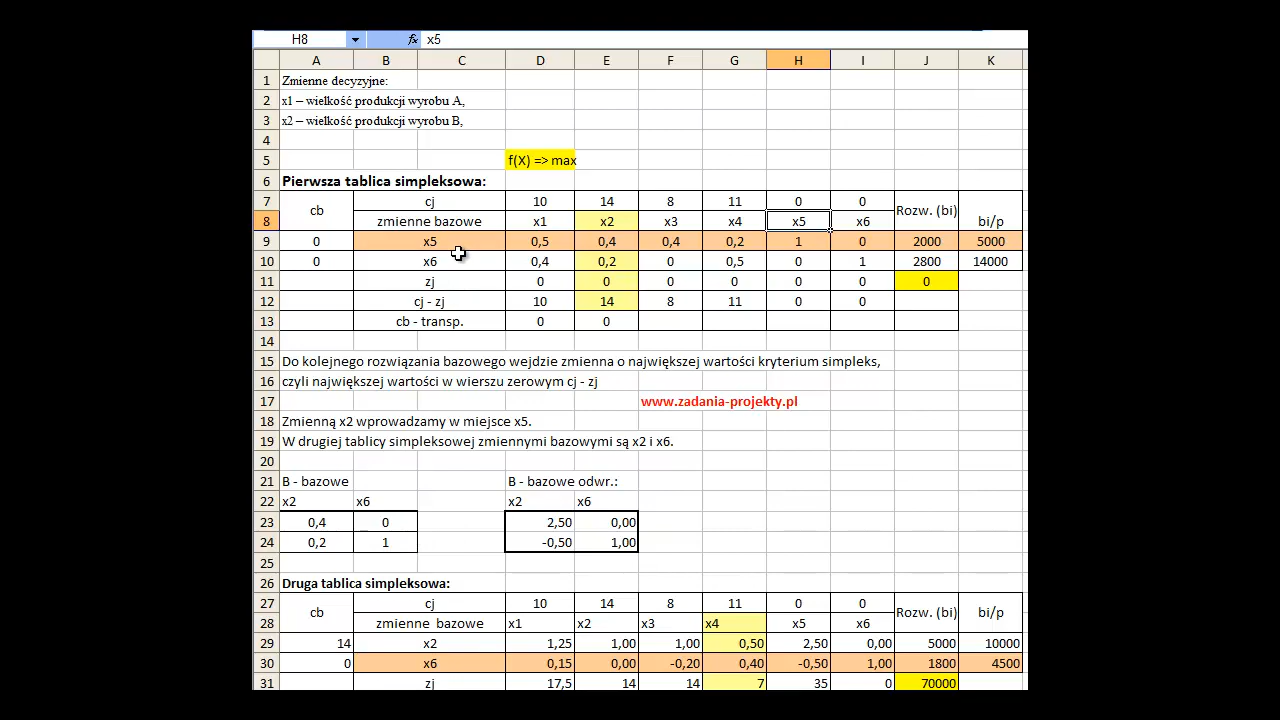 H8 fx x5
A B C D E F G H I J K
1 Zmienne decyzyjne:
2 x1 – wielkość produkcji wyrobu A,
3 x2 – wielkość produkcji wyrobu B,
4
5 f(X) => max
6 Pierwsza tablica simpleksowa:
7 cb cj 10 14 8 11 0 0 Rozw. (bi) bi/p
8 zmienne bazowe x1 x2 x3 x4 x5 x6
9 0 x5 0,5 0,4 0,4 0,2 1 0 2000 5000
10 0 x6 0,4 0,2 0 0,5 0 1 2800 14000
11 zj 0 0 0 0 0 0 0
12 cj - zj 10 14 8 11 0 0
13 cb - transp. 0 0
14
15 Do kolejnego rozwiązania bazowego wejdzie zmienna o największej wartości kryterium simpleks,
16 czyli największej wartości w wierszu zerowym cj - zj
17 www.zadania-projekty.pl
18 Zmienną x2 wprowadzamy w miejsce x5.
19 W drugiej tablicy simpleksowej zmiennymi bazowymi są x2 i x6.
20
21 B - bazowe B - bazowe odwr.:
22 x2 x6 x2 x6
23 0,4 0 2,50 0,00
24 0,2 1 -0,50 1,00
25
26 Druga tablica simpleksowa:
27 cb cj 10 14 8 11 0 0 Rozw. (bi) bi/p
28 zmienne bazowe x1 x2 x3 x4 x5 x6
29 14 x2 1,25 1,00 1,00 0,50 2,50 0,00 5000 10000
30 0 x6 0,15 0,00 -0,20 0,40 -0,50 1,00 1800 4500
31 zj 17,5 14 14 7 35 0 70000